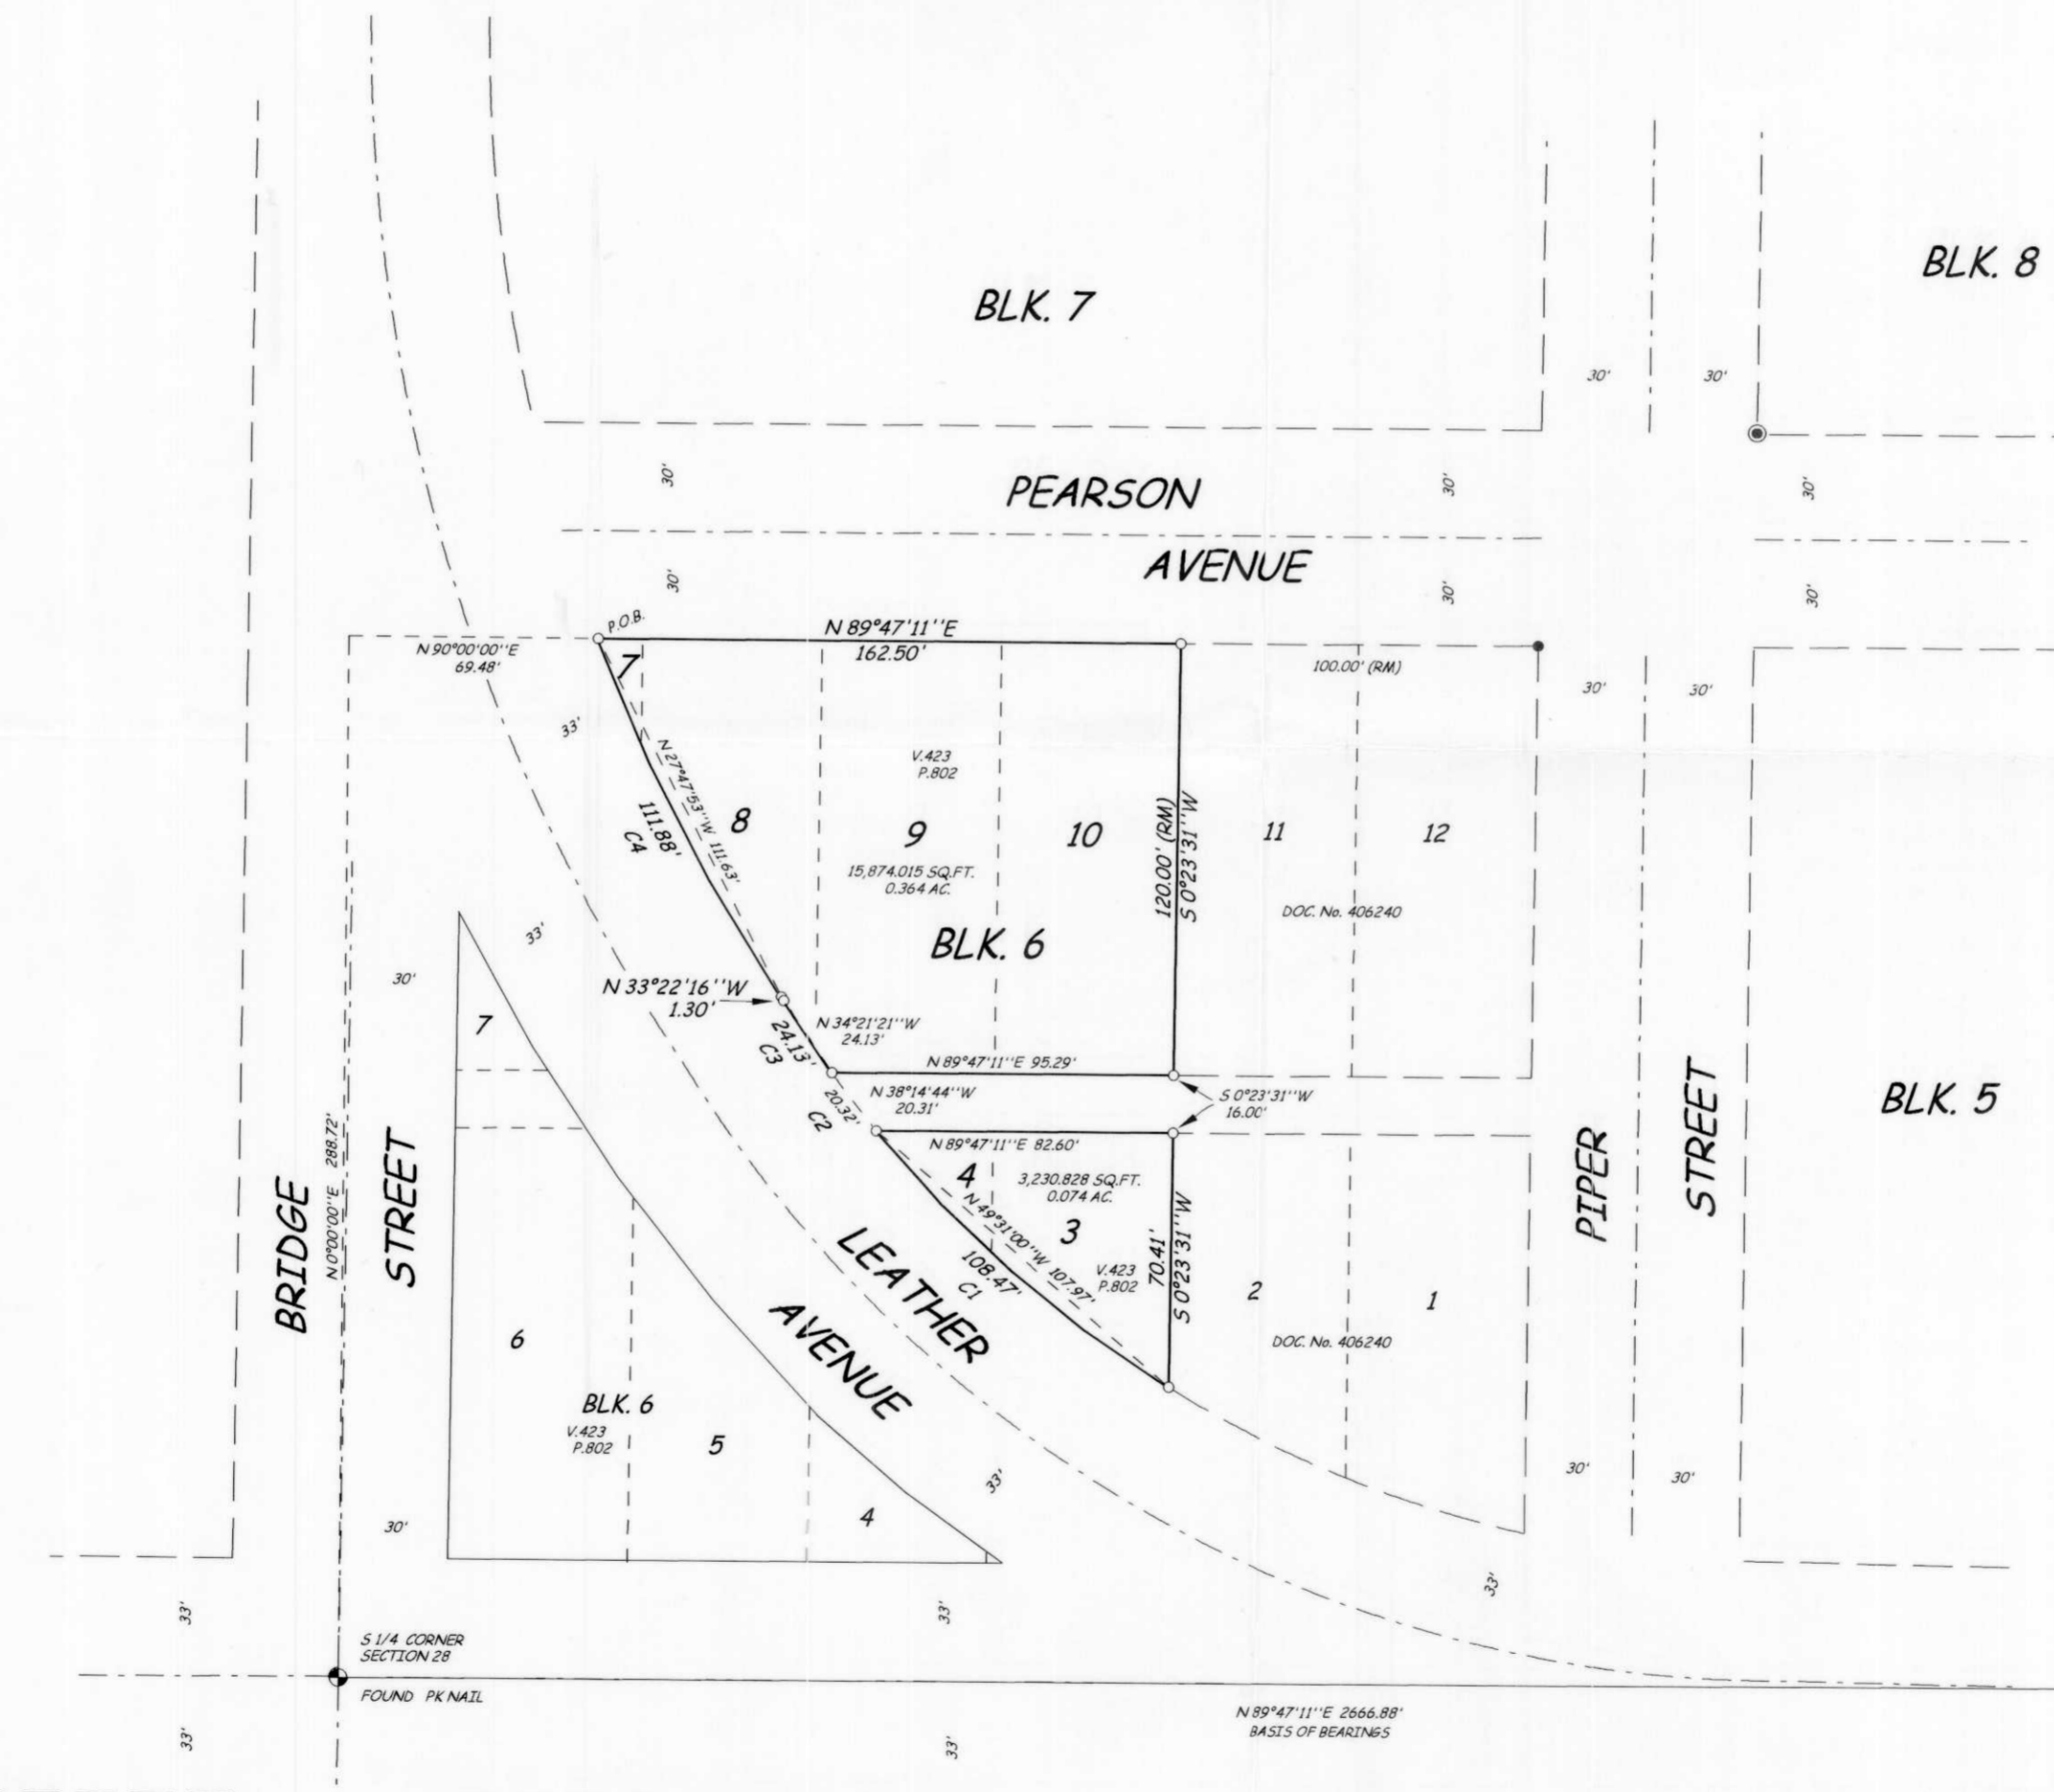 BLK. 8
BLK. 7
30'
30'
30'
PEARSON
30'
30'
30'
AVENUE
30'
30'
P.O.B.
N 89°47'11"E
162.50'
N 90°00'00"E
69.48'
100.00' (RM)
7
30'
30'
33'
N 27°47'53"W 111.63'
V.423
P.802
111.88'
C4
8
9
10
11
12
120.00' (RM)
S 0°23'31"W
15,874.015 SQ.FT.
0.364 AC.
DOC. No. 406240
33'
BLK. 6
30'
N 33°22'16"W
1.30'
7
N 34°21'21"W
24.13'
24.13'
C3
N 89°47'11"E 95.29'
N 38°14'44"W
20.31'
20.32'
C2
S 0°23'31"W
16.00'
BLK. 5
N 89°47'11"E 82.60'
4
3,230.828 SQ.FT.
0.074 AC.
N 49°31'00"W 107.97'
3
108.47'
C1
V.423
P.802
70.41'
S 0°23'31"W
N 0°00'00"E 288.72'
BRIDGE
STREET
LEATHER
AVENUE
PIPER
STREET
2
1
DOC. No. 406240
6
BLK. 6
V.423
P.802
5
4
33'
30'
30'
30'
33'
33'
33'
S 1/4 CORNER
SECTION 28
FOUND PK NAIL
N 89°47'11"E 2666.88'
BASIS OF BEARINGS
33'
33'